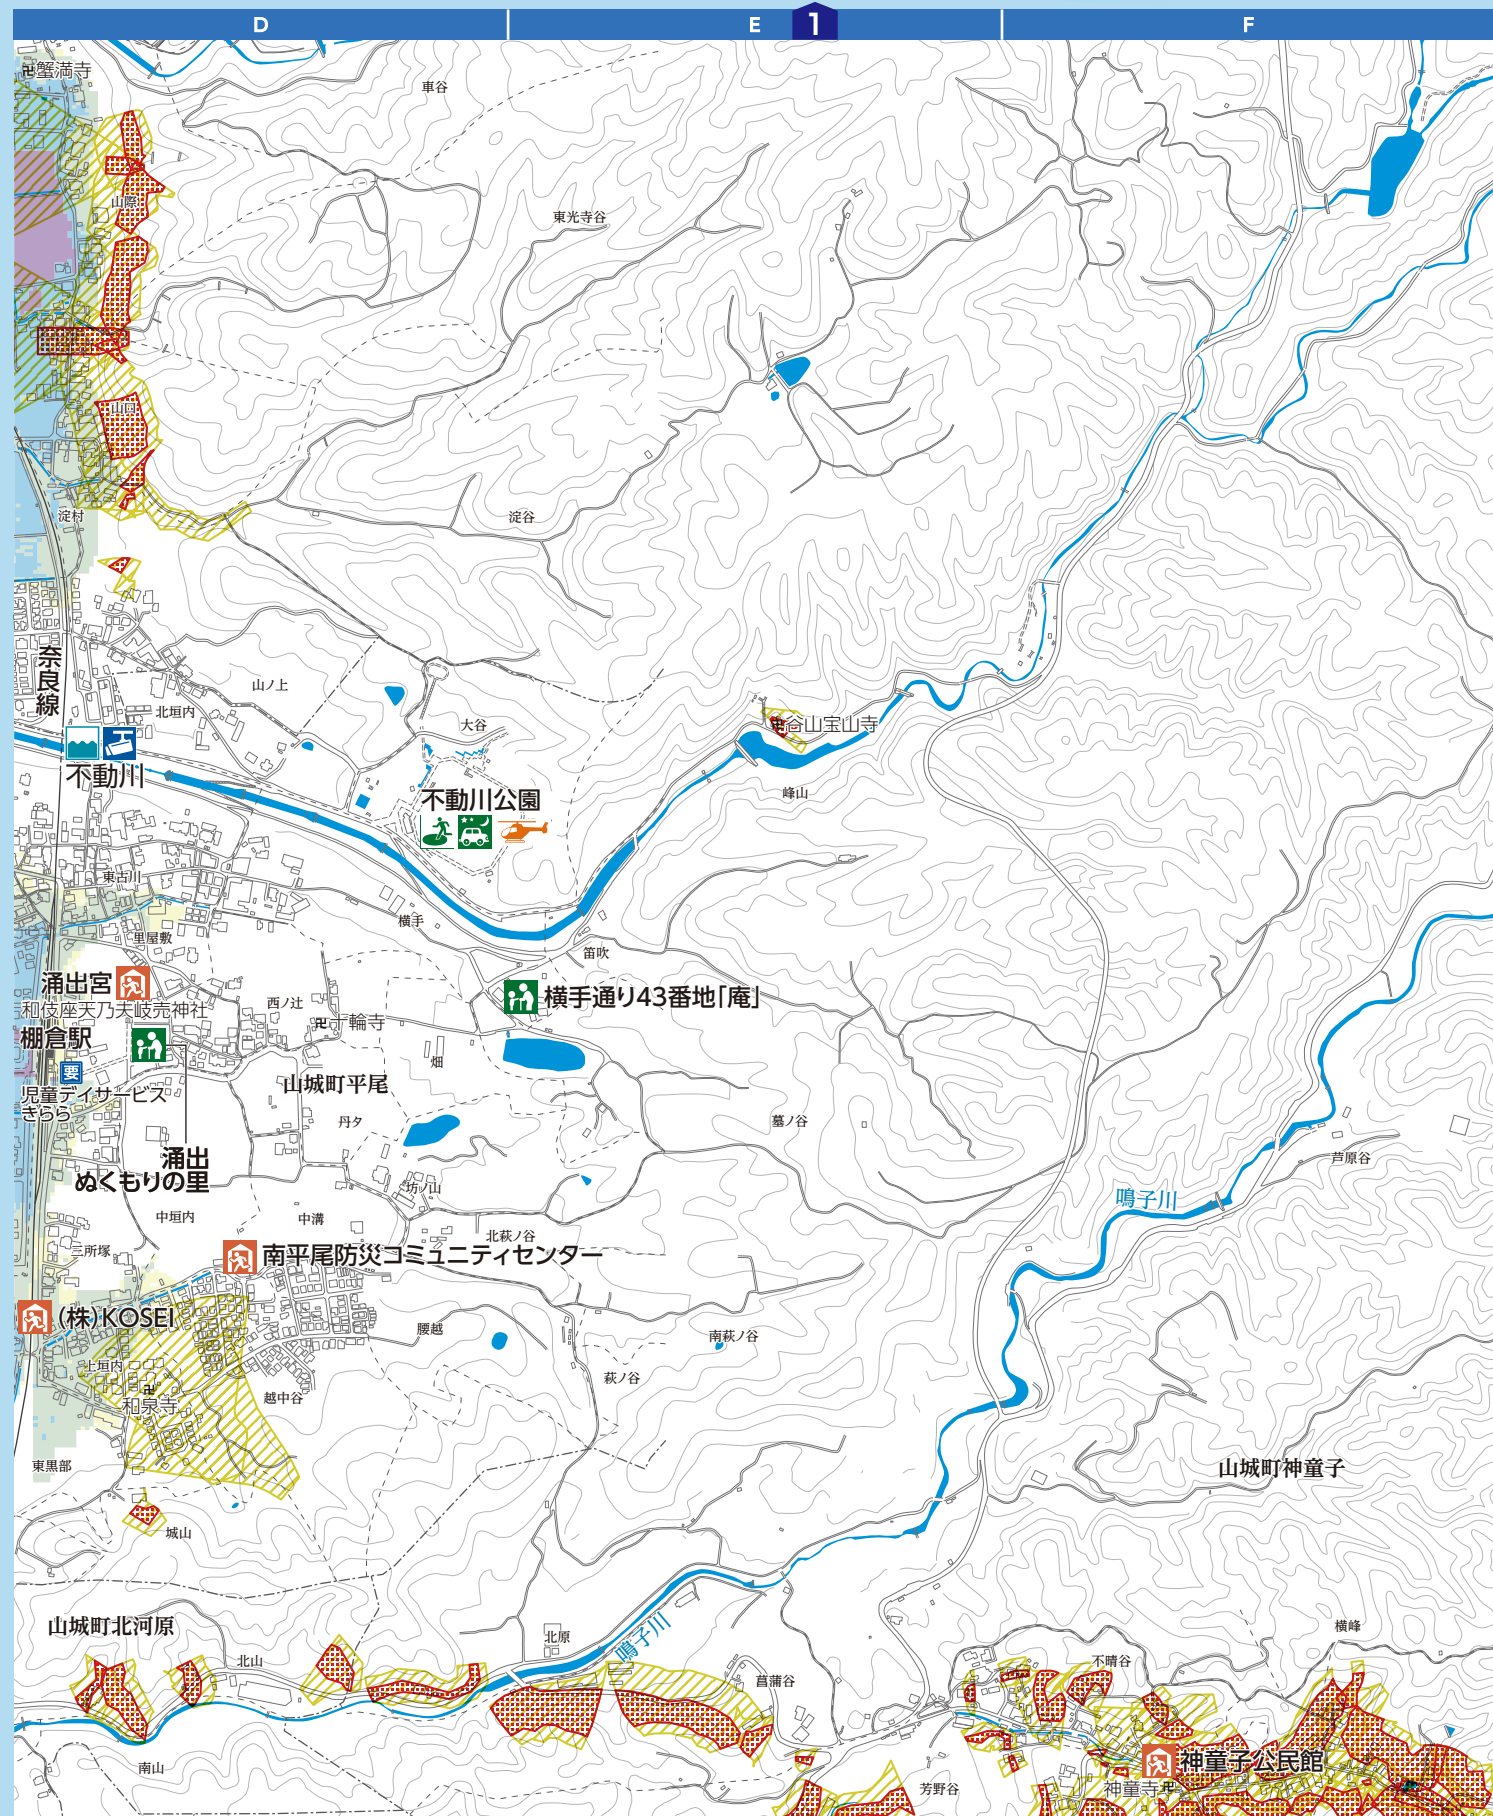 D
E
1
F
蟹満寺
車谷
山際
東光寺谷
山口
淀村
淀谷
奈良線
山ノ上
北垣内
大谷
谷山宝山寺
不動川
不動川公園
峰山
東古川
横手
里屋敷
笛吹
涌出宮
横手通り43番地「庵」
和伎座天乃夫岐売神社
西ノ辻
十輪寺
棚倉駅
畑
要
児童デイサービス
きらら
山城町平尾
丹タ
墓ノ谷
涌出
ぬくもりの里
芦原谷
坊ノ山
鳴子川
中垣内
中溝
北萩ノ谷
三所塚
南平尾防災コミュニティセンター
(株)KOSEI
腰越
南萩ノ谷
上垣内
萩ノ谷
和泉寺
越中谷
東黒部
山城町神童子
城山
山城町北河原
横峰
北原
鳴子川
北山
不晴谷
菖蒲谷
南山
神童子公民館
芳野谷
神童寺